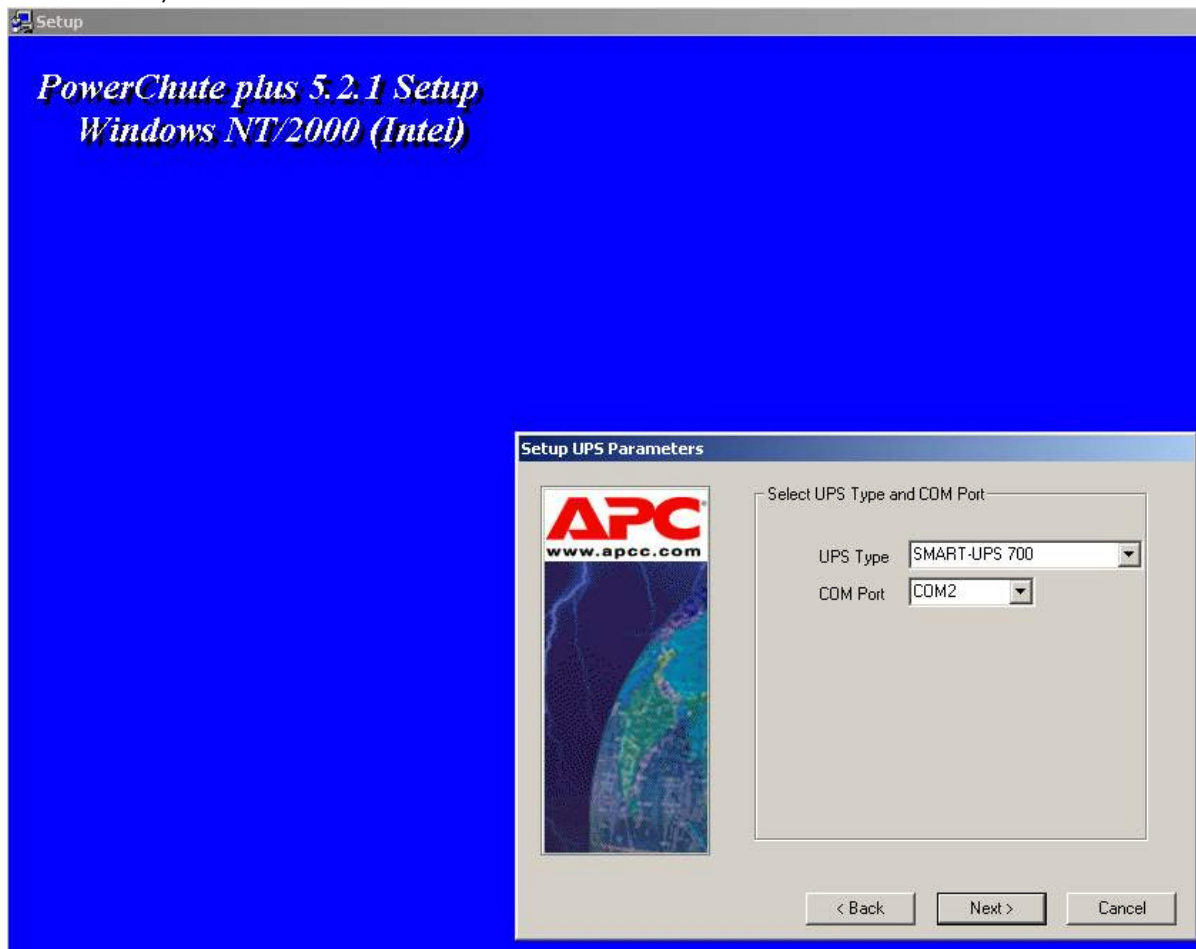 Setup
PowerChute plus 5.2.1 Setup
Windows NT/2000 (Intel)
Setup UPS Parameters
APC
www.apcc.com
Select UPS Type and COM Port
UPS Type SMART-UPS 700
COM Port COM2
< Back Next > Cancel